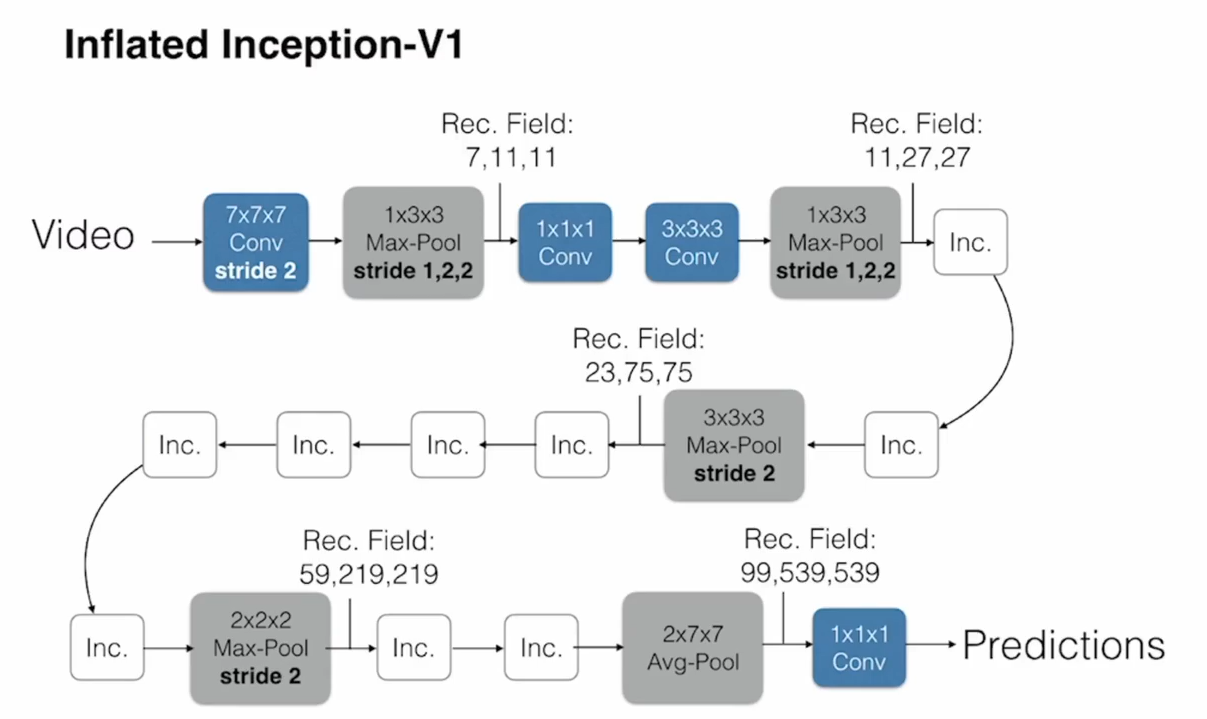 Inflated Inception-V1
Rec. Field:
7,11,11
Rec. Field:
11,27,27
Video
7x7x7
Conv
stride 2
1x3x3
Max-Pool
stride 1,2,2
1x1x1
Conv
3x3x3
Conv
1x3x3
Max-Pool
stride 1,2,2
Inc.
Rec. Field:
23,75,75
Inc.
3x3x3
Max-Pool
stride 2
Inc.
Inc.
Inc.
Inc.
Rec. Field:
59,219,219
Rec. Field:
99,539,539
Inc.
2x2x2
Max-Pool
stride 2
Inc.
Inc.
2x7x7
Avg-Pool
1x1x1
Conv
Predictions